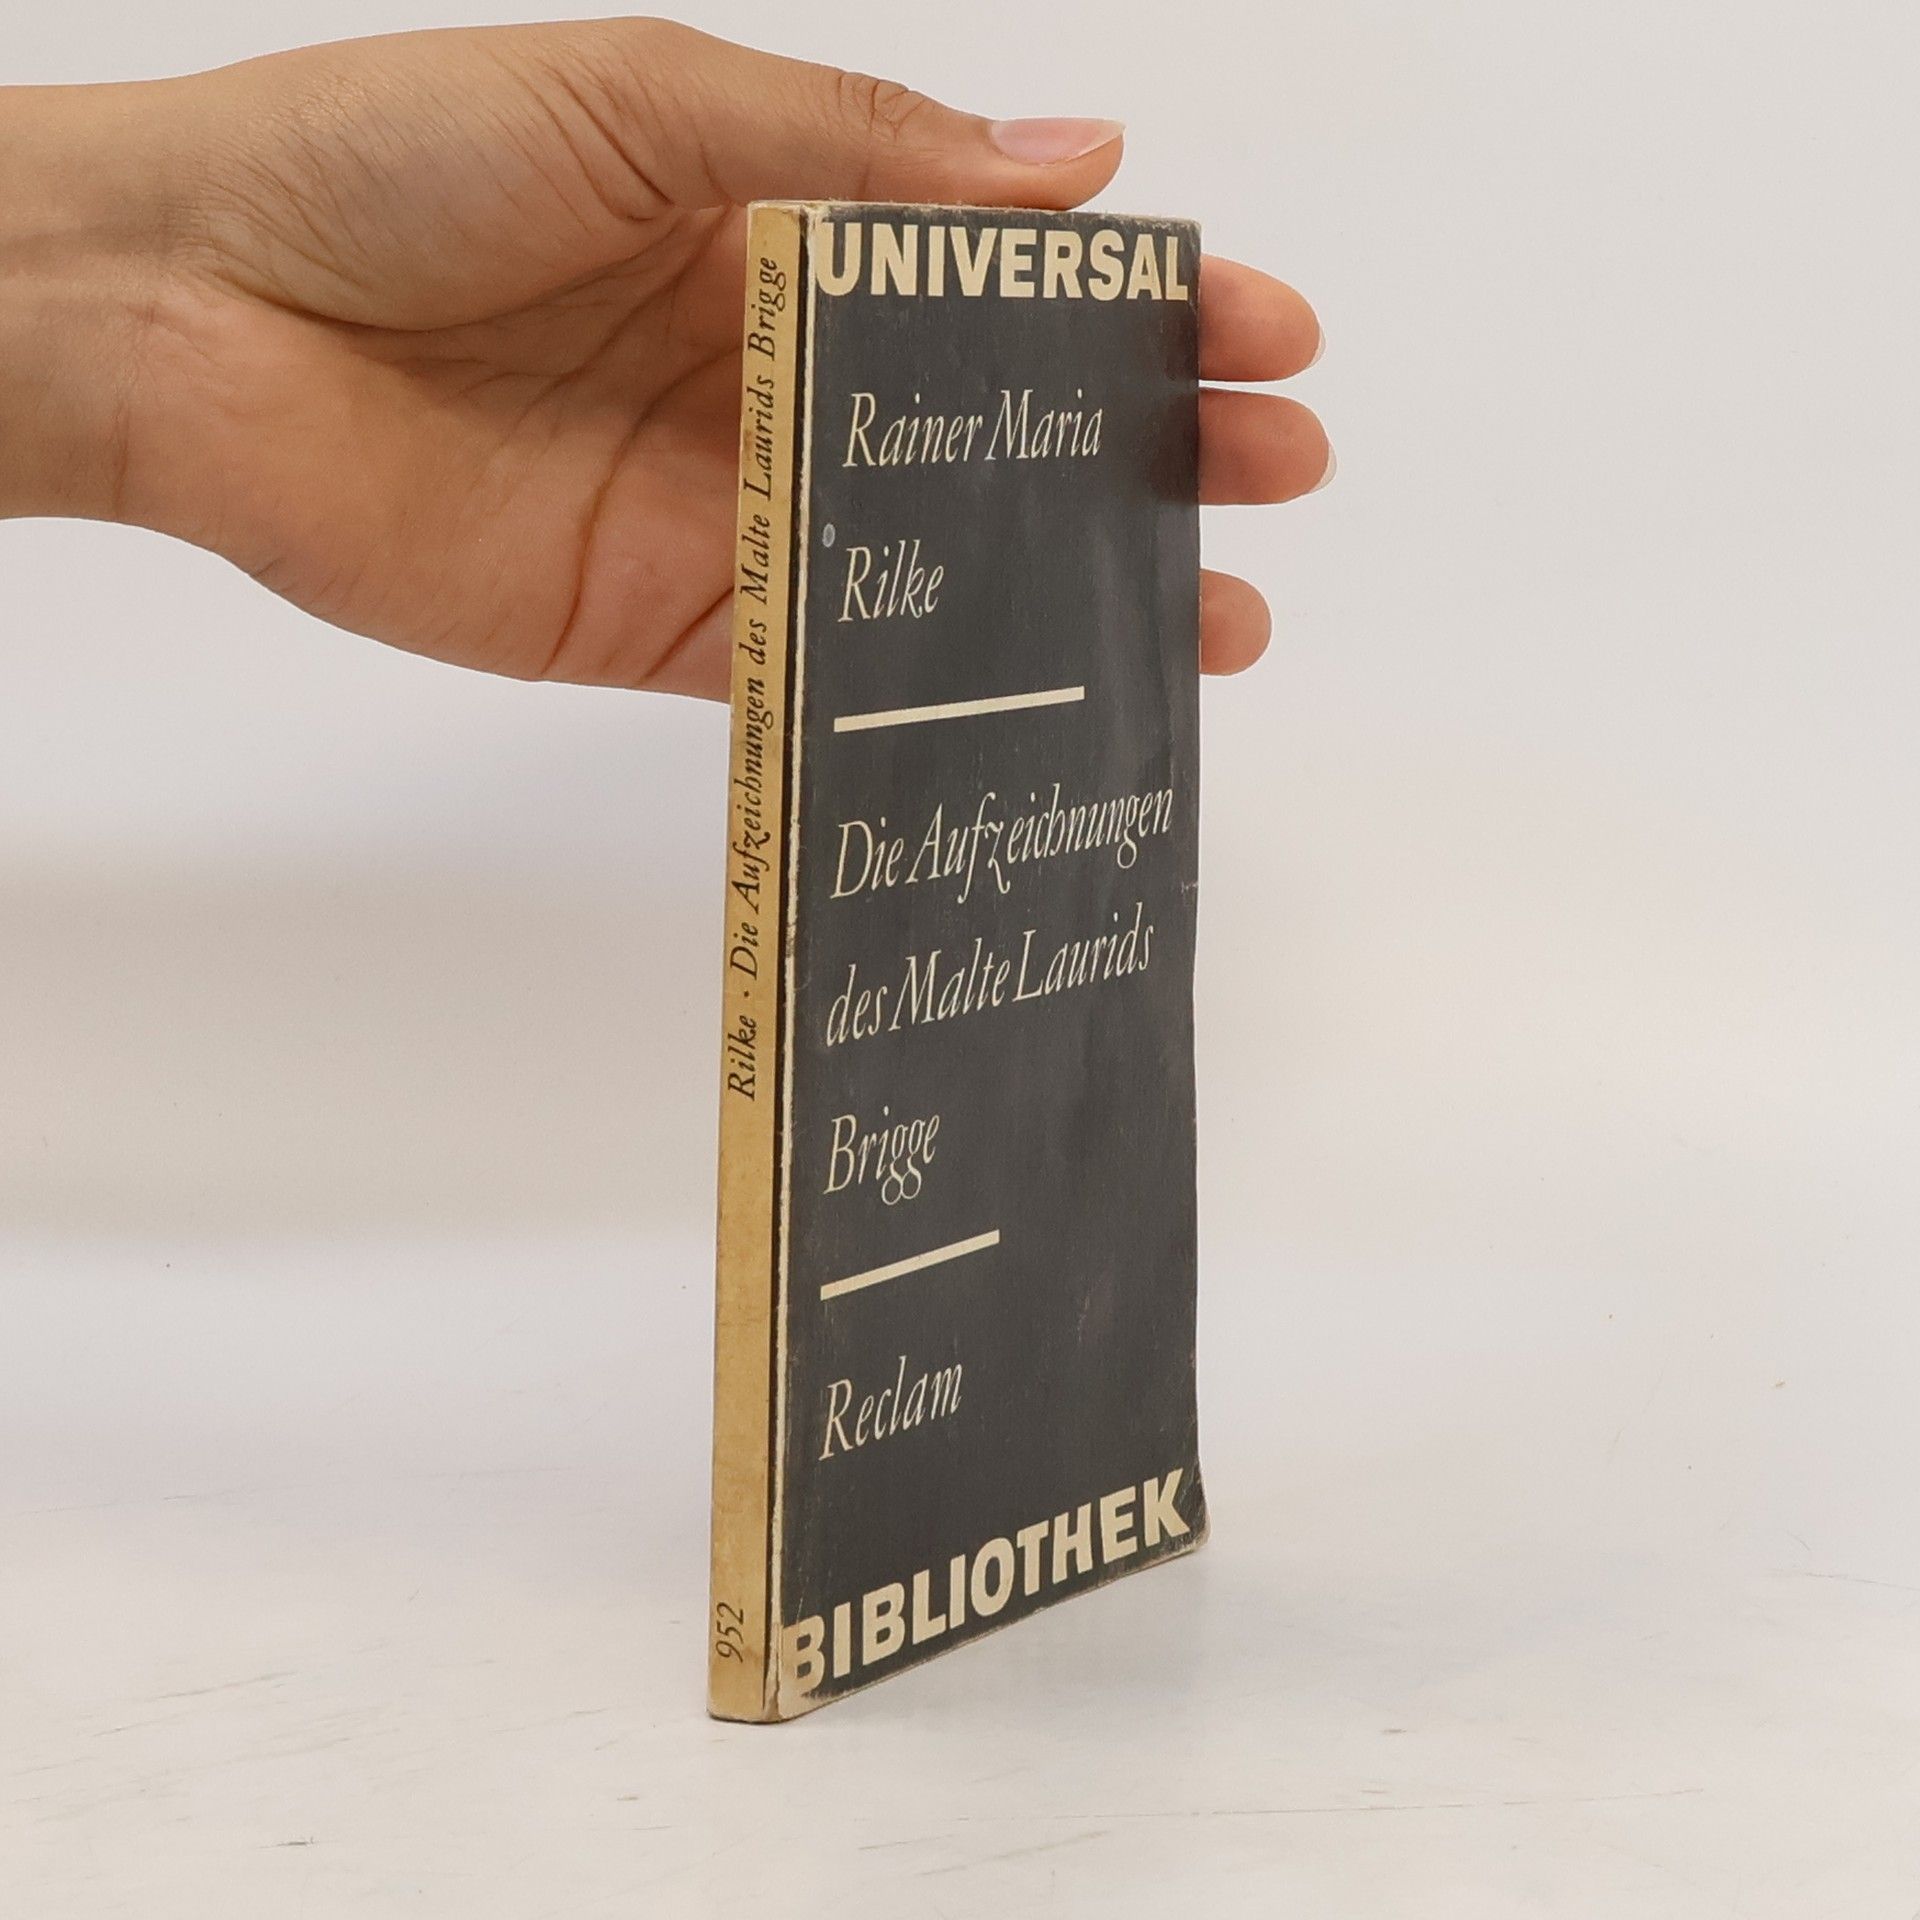 Rilke · Die Aufzeichnungen des Malte Laurids Brigge
952
UNIVERSAL
Rainer Maria
Rilke
Die Aufzeichnungen
des Malte Laurids
Brigge
Reclam
BIBLIOTHEK